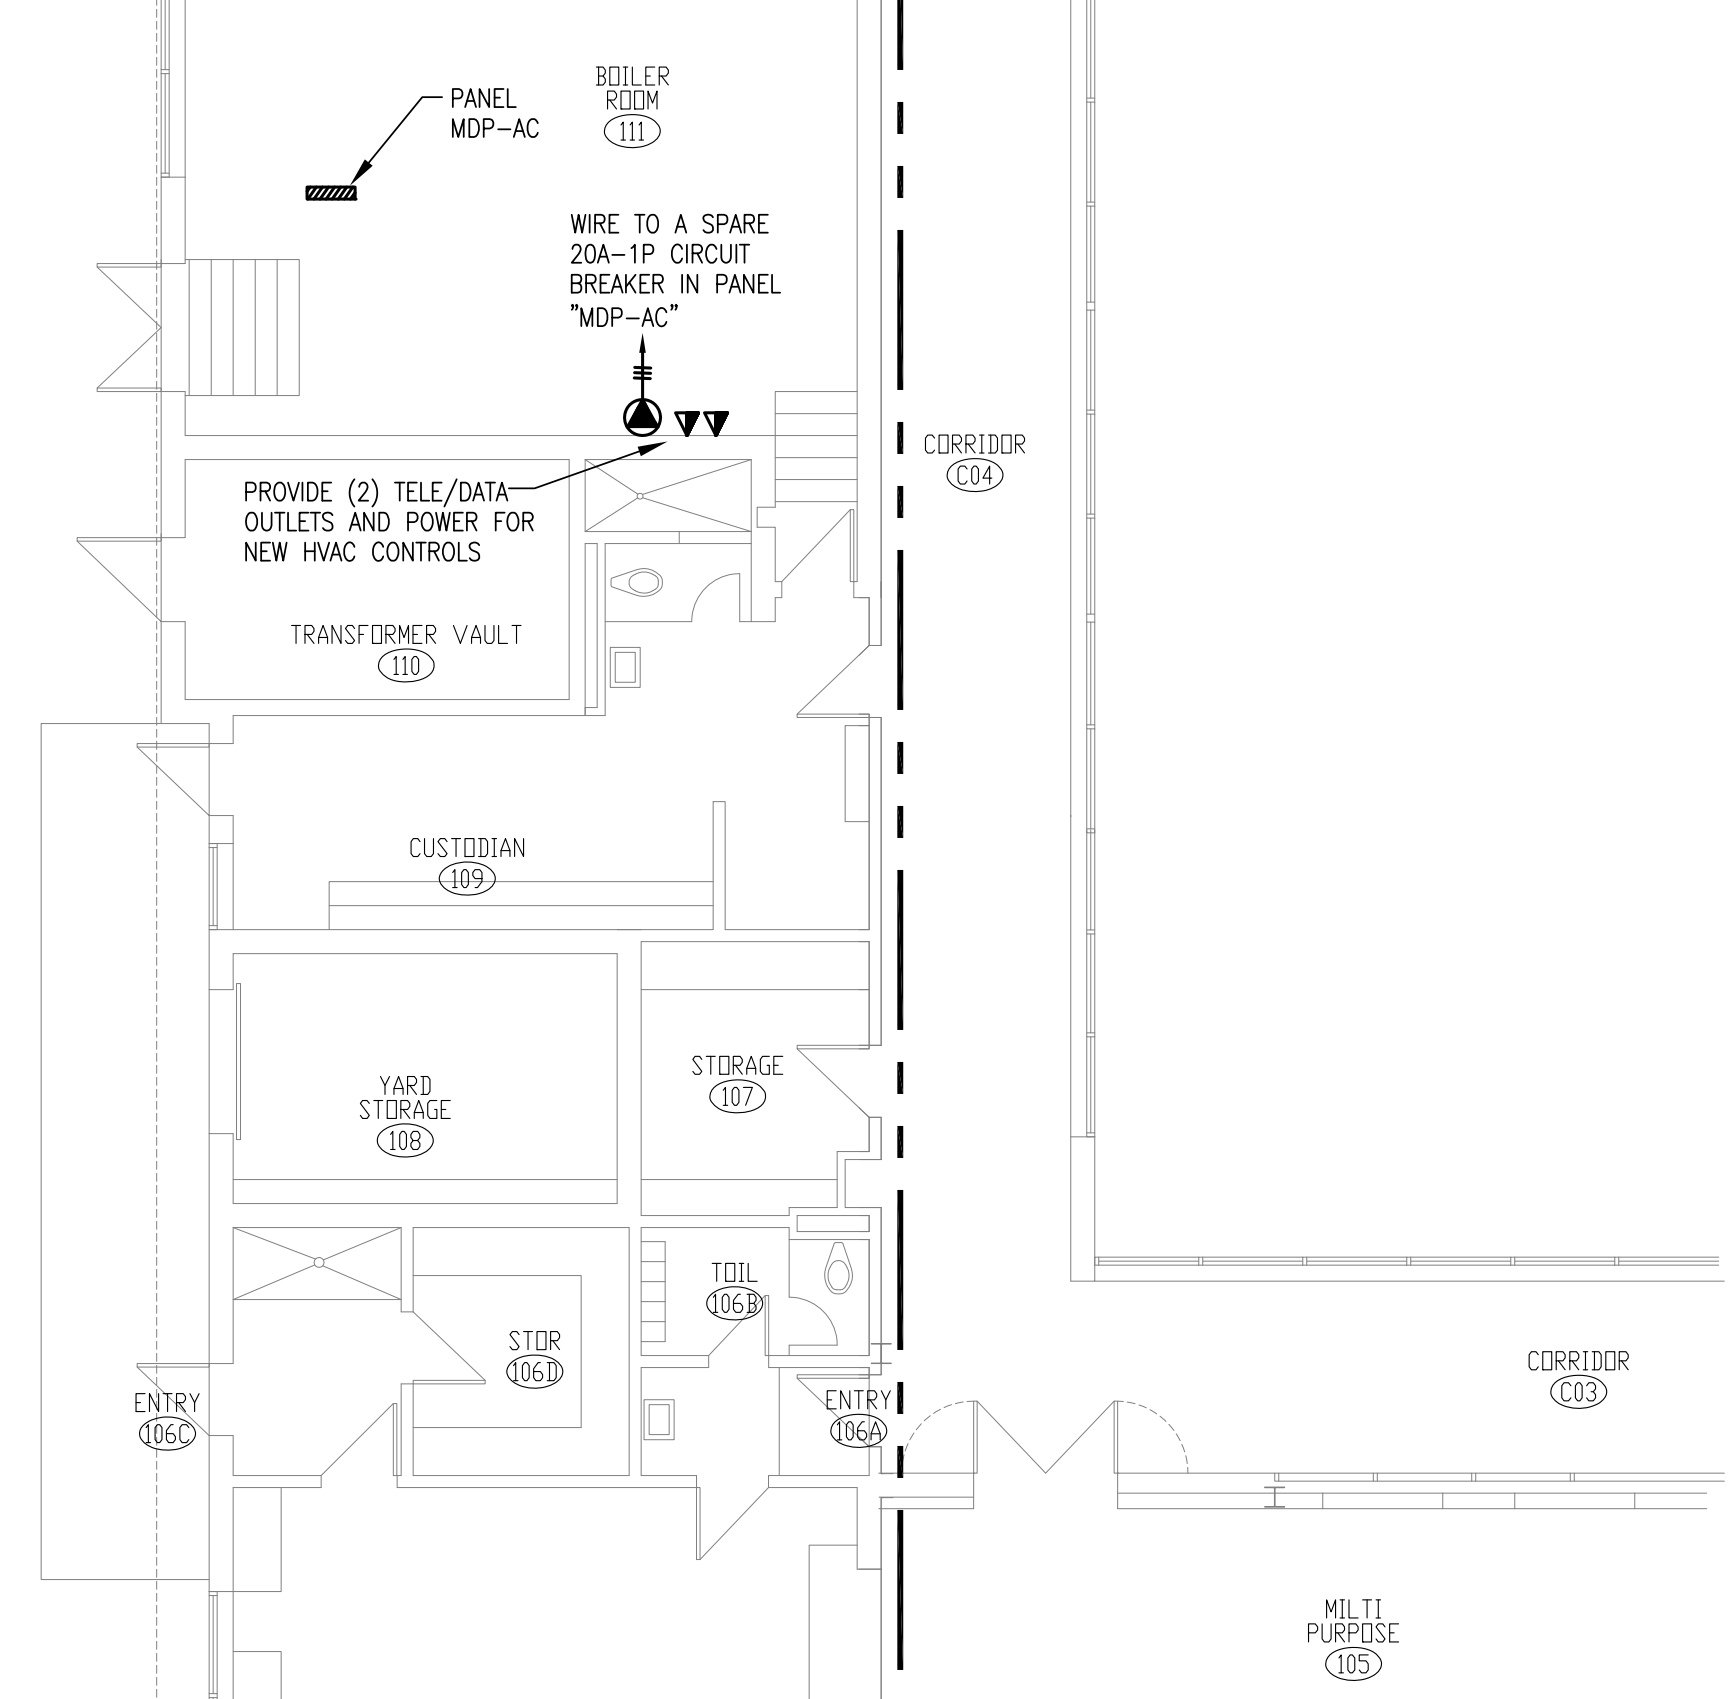 BOILER
ROOM
111
PANEL
MDP-AC
WIRE TO A SPARE
20A-1P CIRCUIT
BREAKER IN PANEL
"MDP-AC"
CORRIDOR
C04
PROVIDE (2) TELE/DATA
OUTLETS AND POWER FOR
NEW HVAC CONTROLS
TRANSFORMER VAULT
110
CUSTODIAN
109
STORAGE
107
YARD
STORAGE
108
TOIL
106B
STOR
106D
CORRIDOR
C03
ENTRY
106C
ENTRY
106A
MILTI
PURPOSE
105